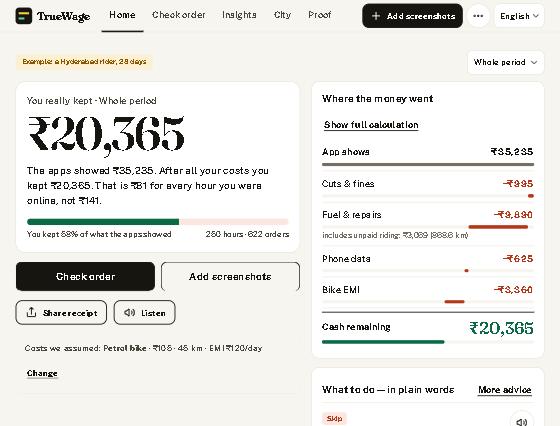 TrueWage
Home
Check order
Insights
City
Proof
+ Add screenshots
English
Example: a Hyderabad rider, 28 days
Whole period
You really kept · Whole period
₹20,365
The apps showed ₹35,235. After all your costs you
kept ₹20,365. That is ₹81 for every hour you were
online, not ₹141.
You kept 58% of what the apps showed
250 hours · 622 orders
Check order
Add screenshots
Share receipt
Listen
Costs we assumed: Petrol bike · ₹108 · 45 km · EMI ₹120/day
Change
Where the money went
Show full calculation
App shows
₹35,235
Cuts & fines
-₹995
Fuel & repairs
-₹9,890
includes unpaid riding: ₹3,089 (868.6 km)
Phone data
-₹625
Bike EMI
-₹3,360
Cash remaining
₹20,365
What to do — in plain words
More advice
Skip